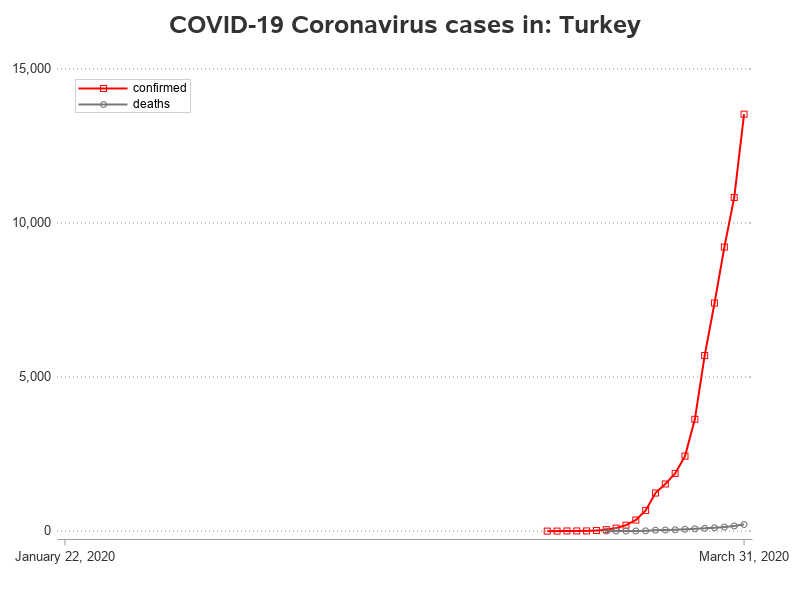 COVID-19 Coronavirus cases in: Turkey
15,000
confirmed
deaths
10,000
5,000
0
January 22, 2020
March 31, 2020